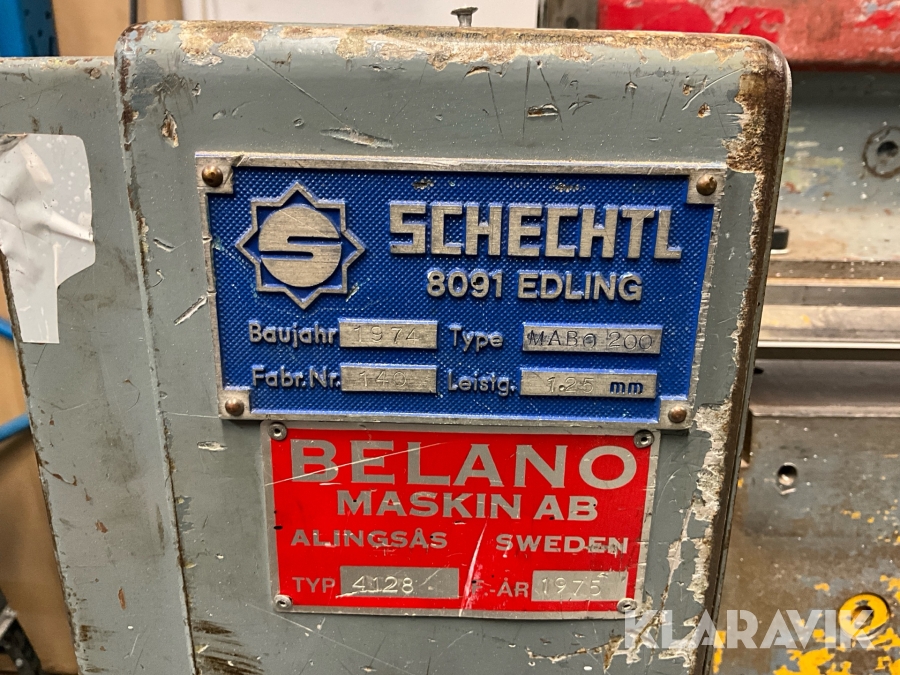 SCHECHTL
8091 EDLING
Baujahr 1974 Type MABa 200
Fabr.Nr. 140 Leistg. 1.25 mm
BELANO
MASKIN AB
ALINGSÅS SWEDEN
TYP 4128 T-ÅR 1975
KLARAVIK